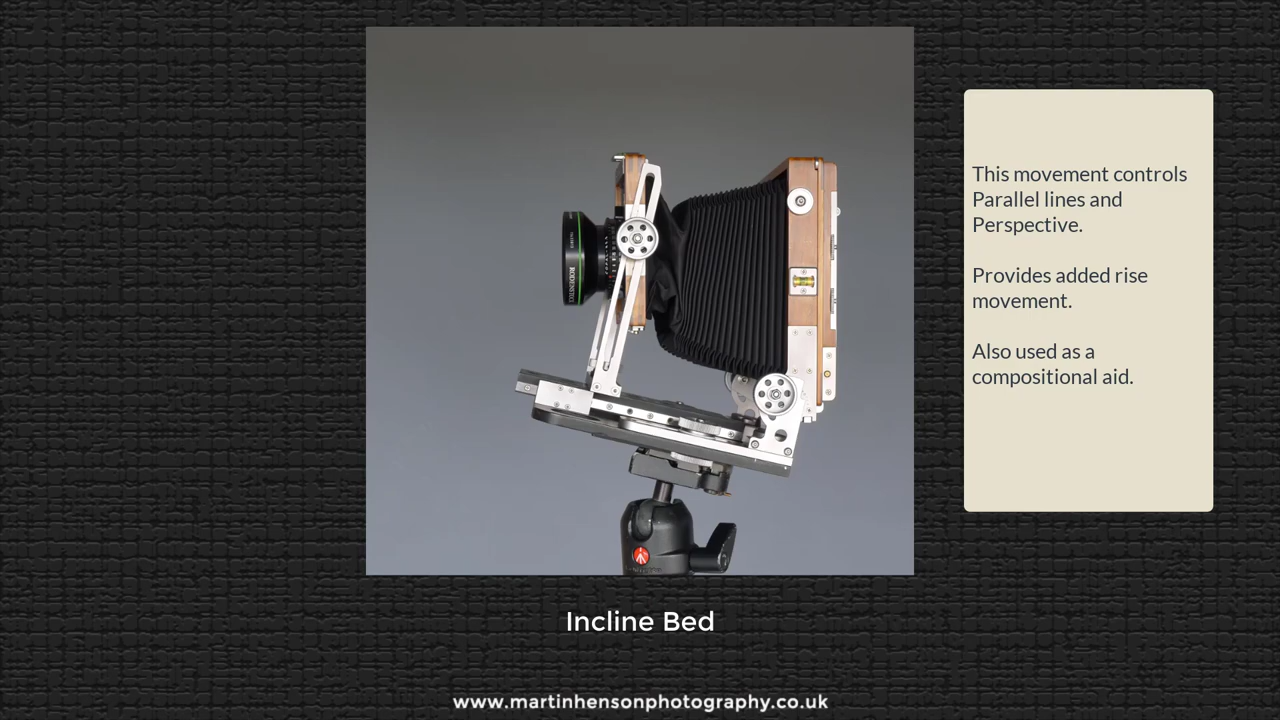 This movement controls
Parallel lines and
Perspective.
Provides added rise
movement.
Also used as a
compositional aid.
RODENSTOCK
Incline Bed
www.martinhensonphotography.co.uk